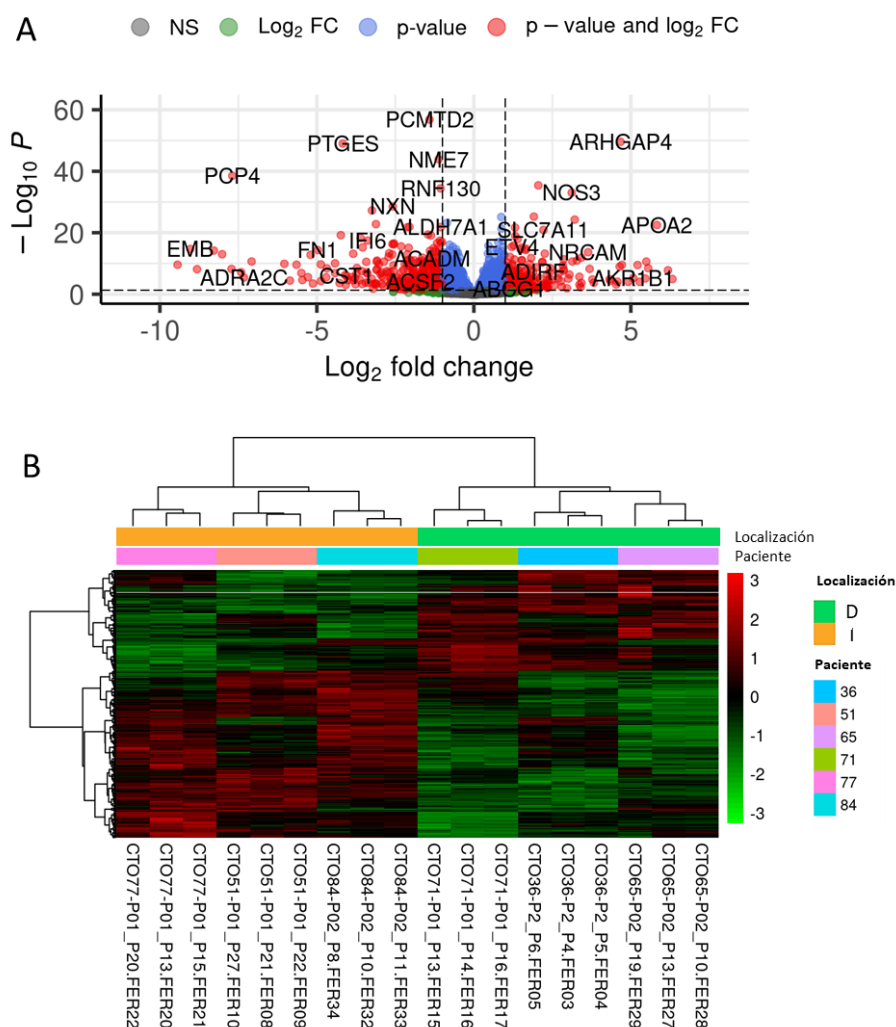 A
NS Log2 FC p-value p – value and log2 FC
60
PCMTD2
ARHGAP4
PTGES
NME7
40
PCP4
RNF130
NOS3
NXN
ALDH7A1
SLC7A11
APOA2
20
IFI6
V4
EMB
FN1
NRCAM
ACADM
ADIRF
ADRA2C
CST1
ACSF2
AKR1B1
ABCG1
0
– Log10 P
-10 -5 0 5
Log2 fold change
B
Localización
Paciente
3
2
1
0
-1
-2
-3
Localización
D
I
Paciente
36
51
65
71
77
84
CTO77-P01_P20.FER22
CTO77-P01_P13.FER20
CTO77-P01_P15.FER21
CTO51-P01_P27.FER10
CTO51-P01_P21.FER08
CTO51-P01_P22.FER09
CTO84-P02_P8.FER34
CTO84-P02_P10.FER32
CTO84-P02_P11.FER33
CTO71-P01_P13.FER15
CTO71-P01_P14.FER16
CTO71-P01_P16.FER17
CTO36-P2_P6.FER05
CTO36-P2_P4.FER03
CTO36-P2_P5.FER04
CTO65-P02_P19.FER29
CTO65-P02_P13.FER27
CTO65-P02_P10.FER28